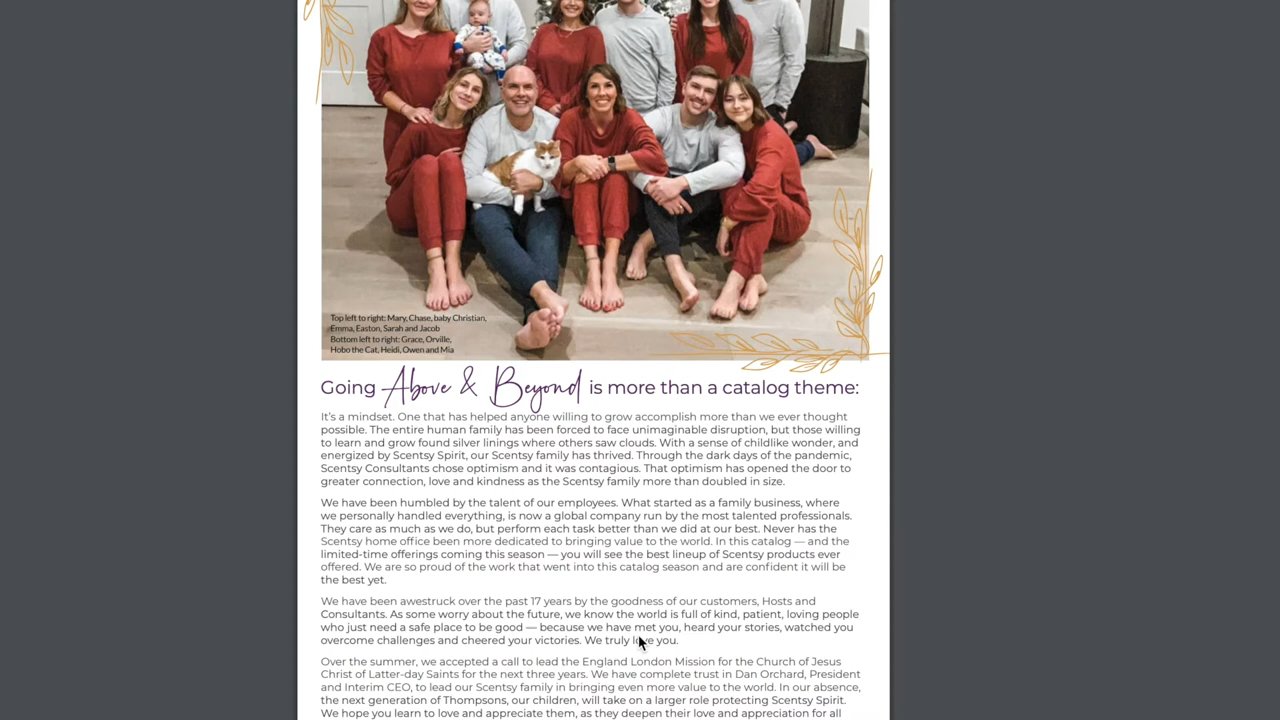 Top left to right: Mary, Chase, baby Christian,
Emma, Easton, Sarah and Jacob
Bottom left to right: Grace, Orville,
Hobo the Cat, Heidi, Owen and Mia
Going Above & Beyond is more than a catalog theme:
It's a mindset. One that has helped anyone willing to grow accomplish more than we ever thought
possible. The entire human family has been forced to face unimaginable disruption, but those willing
to learn and grow found silver linings where others saw clouds. With a sense of childlike wonder, and
energized by Scentsy Spirit, our Scentsy family has thrived. Through the dark days of the pandemic,
Scentsy Consultants chose optimism and it was contagious. That optimism has opened the door to
greater connection, love and kindness as the Scentsy family more than doubled in size.
We have been humbled by the talent of our employees. What started as a family business, where
we personally handled everything, is now a global company run by the most talented professionals.
They care as much as we do, but perform each task better than we did at our best. Never has the
Scentsy home office been more dedicated to bringing value to the world. In this catalog — and the
limited-time offerings coming this season — you will see the best lineup of Scentsy products ever
offered. We are so proud of the work that went into this catalog season and are confident it will be
the best yet.
We have been awestruck over the past 17 years by the goodness of our customers, Hosts and
Consultants. As some worry about the future, we know the world is full of kind, patient, loving people
who just need a safe place to be good — because we have met you, heard your stories, watched you
overcome challenges and cheered your victories. We truly love you.
Over the summer, we accepted a call to lead the England London Mission for the Church of Jesus
Christ of Latter-day Saints for the next three years. We have complete trust in Dan Orchard, President
and Interim CEO, to lead our Scentsy family in bringing even more value to the world. In our absence,
the next generation of Thompsons, our children, will take on a larger role protecting Scentsy Spirit.
We hope you learn to love and appreciate them, as they deepen their love and appreciation for all